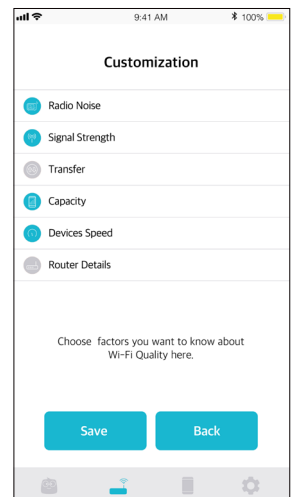 9:41 AM
100%
Customization
Radio Noise
Signal Strength
Transfer
Capacity
Devices Speed
Router Details
Choose factors you want to know about
Wi-Fi Quality here.
Save
Back